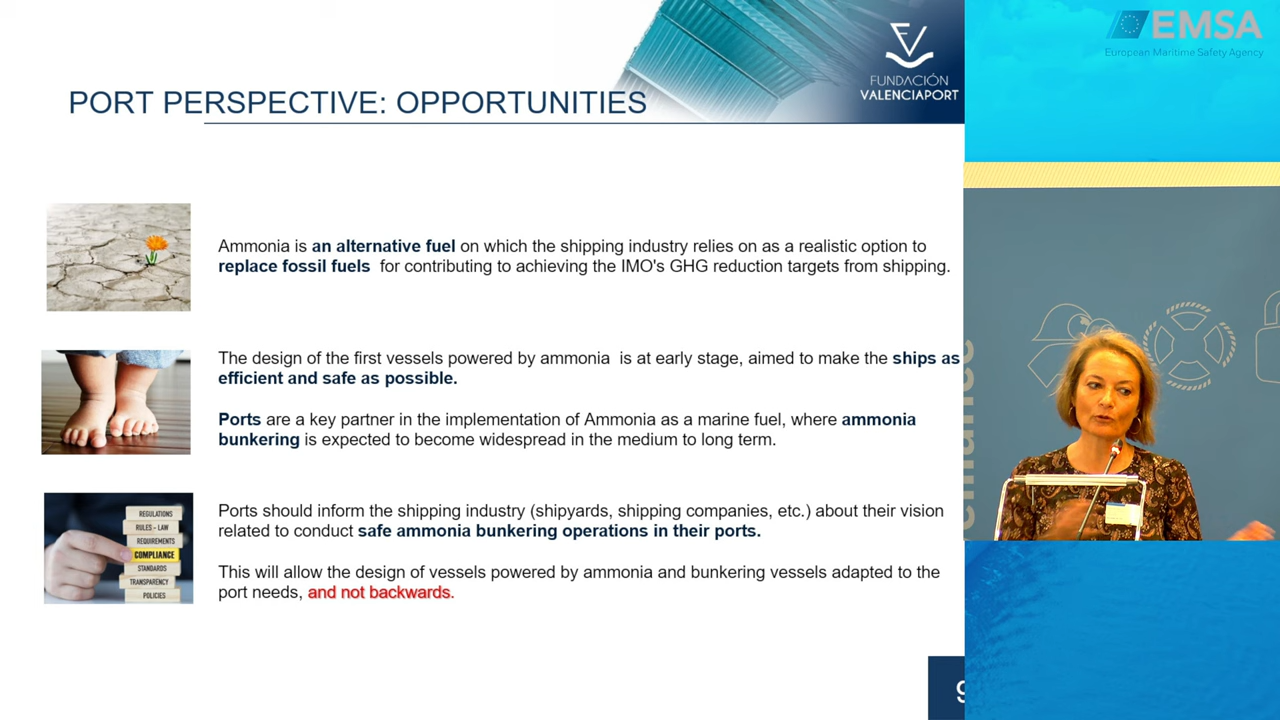 PORT PERSPECTIVE: OPPORTUNITIES
FUNDACIÓN
VALENCIAPORT
EMSA
European Maritime Safety Agency
Ammonia is an alternative fuel on which the shipping industry relies on as a realistic option to
replace fossil fuels for contributing to achieving the IMO's GHG reduction targets from shipping.
The design of the first vessels powered by ammonia is at early stage, aimed to make the ships as
efficient and safe as possible.
Ports are a key partner in the implementation of Ammonia as a marine fuel, where ammonia
bunkering is expected to become widespread in the medium to long term.
REGULATIONS
RULES - LAW
REQUIREMENTS
COMPLIANCE
STANDARDS
TRANSPARENCY
POLICIES
Ports should inform the shipping industry (shipyards, shipping companies, etc.) about their vision
related to conduct safe ammonia bunkering operations in their ports.
This will allow the design of vessels powered by ammonia and bunkering vessels adapted to the
port needs, and not backwards.